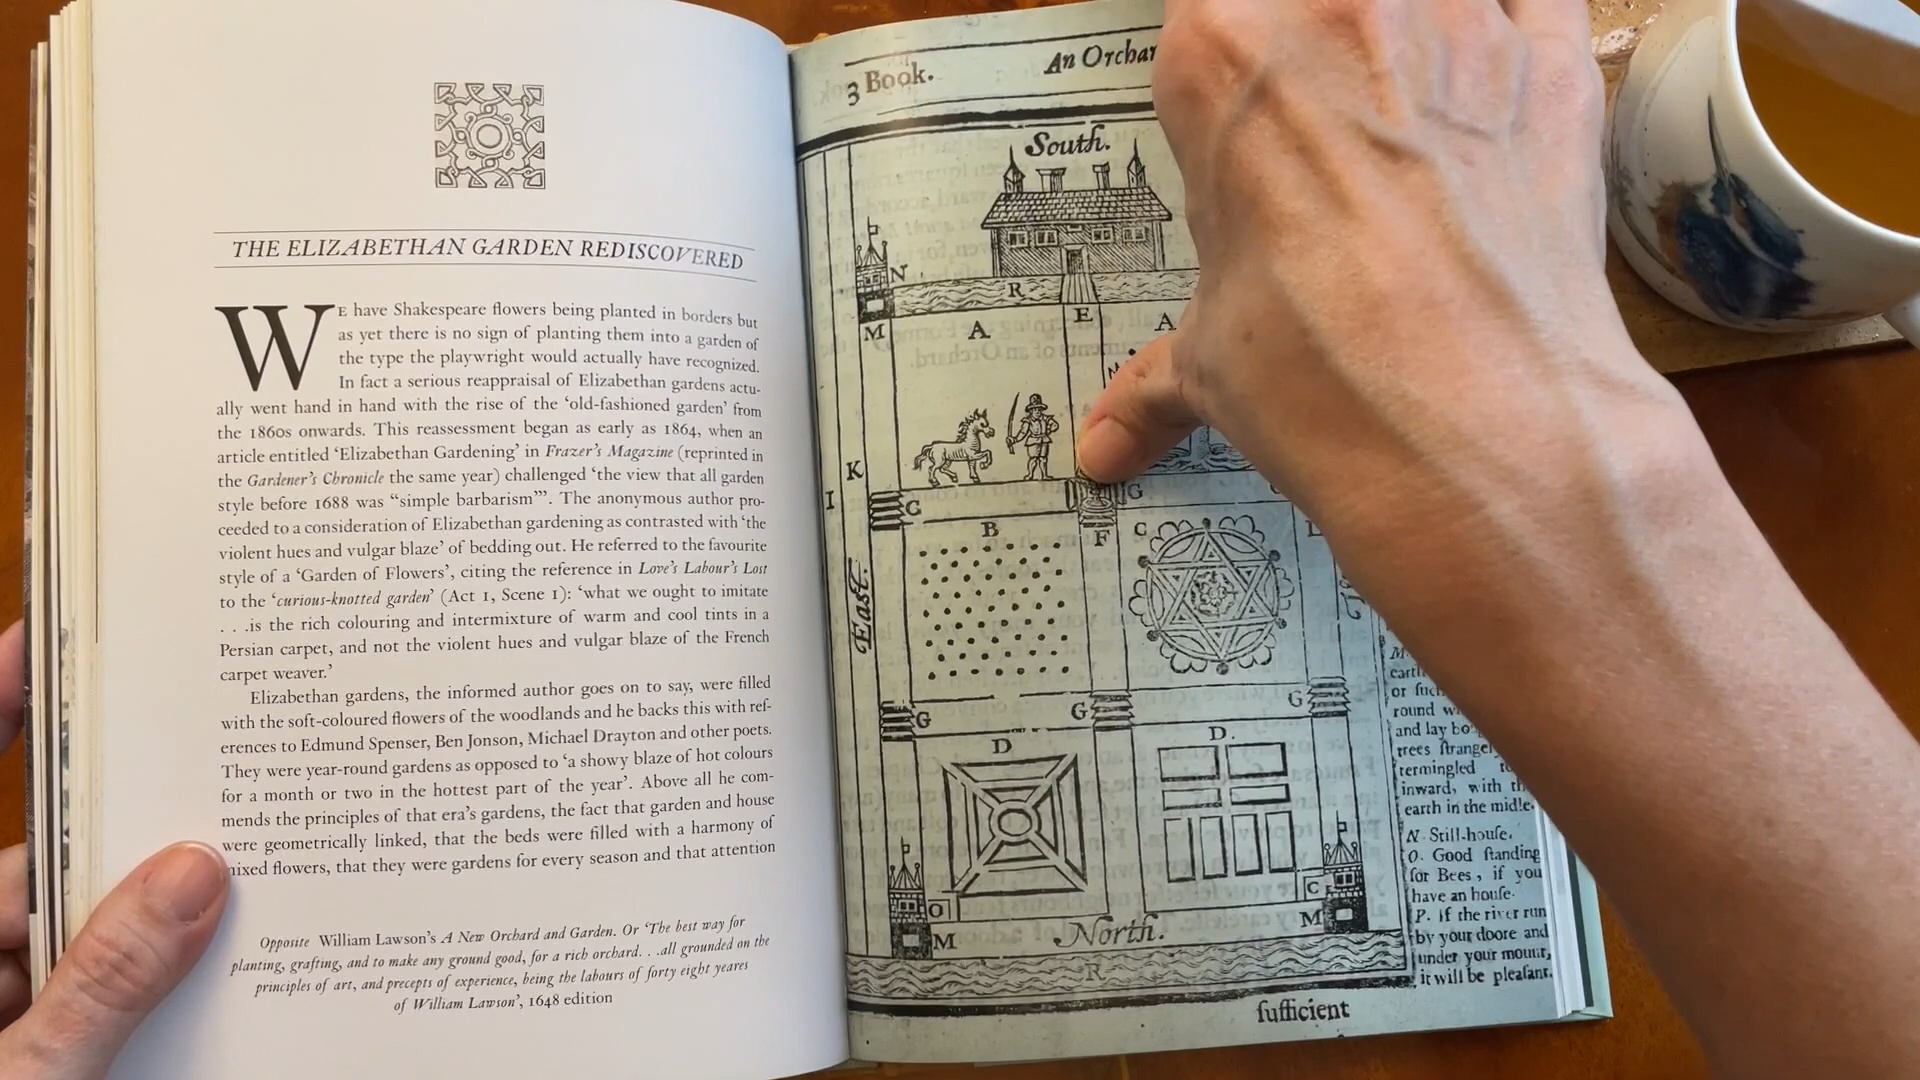 THE ELIZABETHAN GARDEN REDISCOVERED
WE have Shakespeare flowers being planted in borders but
as yet there is no sign of planting them into a garden of
the type the playwright would actually have recognized.
In fact a serious reappraisal of Elizabethan gardens actu-
ally went hand in hand with the rise of the ‘old-fashioned garden’ from
the 1860s onwards. This reassessment began as early as 1864, when an
article entitled ‘Elizabethan Gardening’ in Frazer’s Magazine (reprinted in
the Gardener’s Chronicle the same year) challenged ‘the view that all garden
style before 1688 was “simple barbarism”’. The anonymous author pro-
ceeded to a consideration of Elizabethan gardening as contrasted with ‘the
violent hues and vulgar blaze’ of bedding out. He referred to the favourite
style of a ‘Garden of Flowers’, citing the reference in Love’s Labour’s Lost
to the ‘curious-knotted garden’ (Act 1, Scene 1): ‘what we ought to imitate
. . .is the rich colouring and intermixture of warm and cool tints in a
Persian carpet, and not the violent hues and vulgar blaze of the French
carpet weaver.’
Elizabethan gardens, the informed author goes on to say, were filled
with the soft-coloured flowers of the woodlands and he backs this with ref-
erences to Edmund Spenser, Ben Jonson, Michael Drayton and other poets.
They were year-round gardens as opposed to ‘a showy blaze of hot colours
for a month or two in the hottest part of the year’. Above all he com-
mends the principles of that era’s gardens, the fact that garden and house
were geometrically linked, that the beds were filled with a harmony of
mixed flowers, that they were gardens for every season and that attention
Opposite William Lawson’s A New Orchard and Garden. Or ‘The best way for
planting, grafting, and to make any ground good, for a rich orchard. . .all grounded on the
principles of art, and precepts of experience, being the labours of forty eight yeares
of William Lawson’, 1648 edition
3 Book. An Orchar
South.
N
R
M A E A
K
I
G G
B F C
East.
G G G
D D.
O C
M M
North.
R
earth
round
and lay
trees
termingled
inward, with
earth in the midle.
N. Still-houſe.
O. Good ſtanding
for Bees, if you
have an houſe.
P. If the river run
by your doore and
under your mount,
it will be pleaſant.
ſufficient